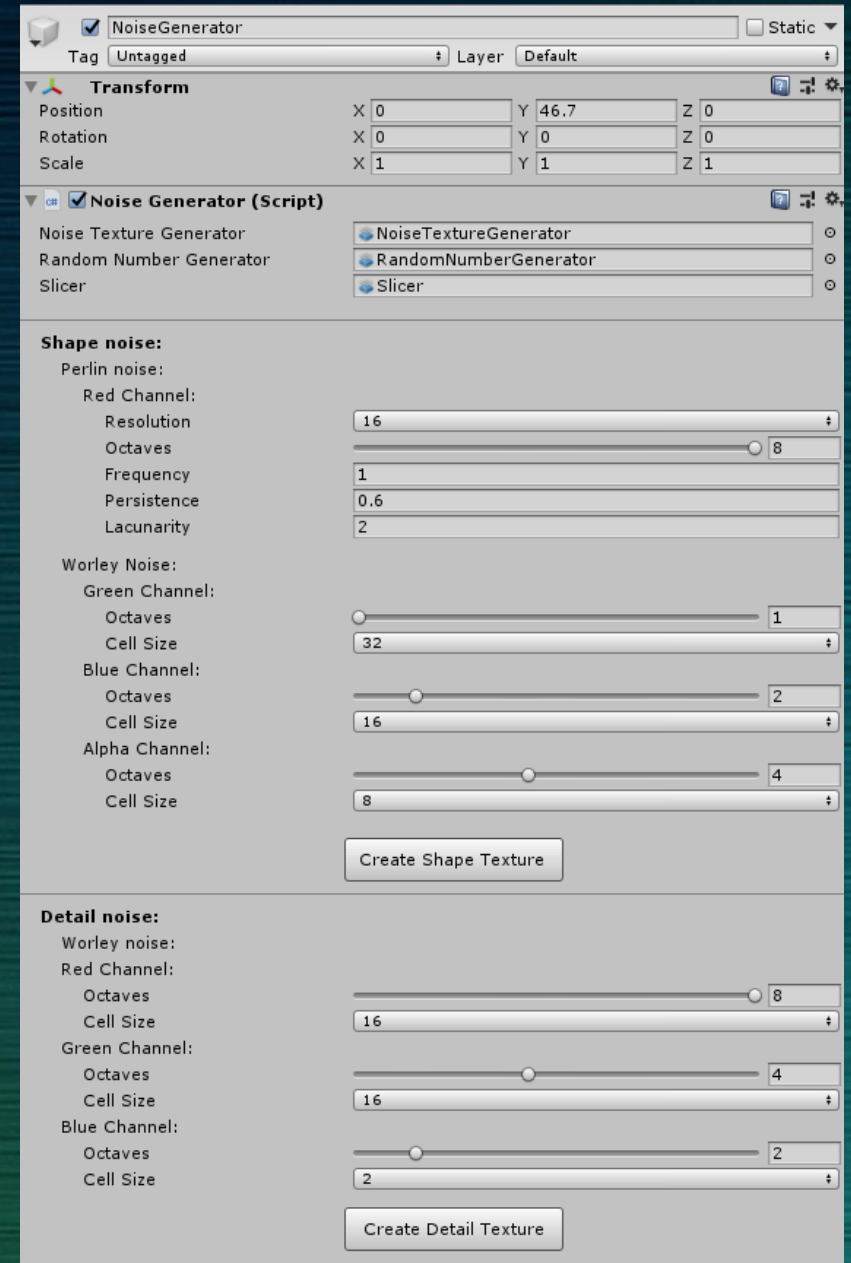 NoiseGenerator Static
Tag Untagged Layer Default
Transform
Position X 0 Y 46.7 Z 0
Rotation X 0 Y 0 Z 0
Scale X 1 Y 1 Z 1
c# Noise Generator (Script)
Noise Texture Generator NoiseTextureGenerator
Random Number Generator RandomNumberGenerator
Slicer Slicer
Shape noise:
Perlin noise:
Red Channel:
Resolution 16
Octaves 8
Frequency 1
Persistence 0.6
Lacunarity 2
Worley Noise:
Green Channel:
Octaves 1
Cell Size 32
Blue Channel:
Octaves 2
Cell Size 16
Alpha Channel:
Octaves 4
Cell Size 8
Create Shape Texture
Detail noise:
Worley noise:
Red Channel:
Octaves 8
Cell Size 16
Green Channel:
Octaves 4
Cell Size 16
Blue Channel:
Octaves 2
Cell Size 2
Create Detail Texture